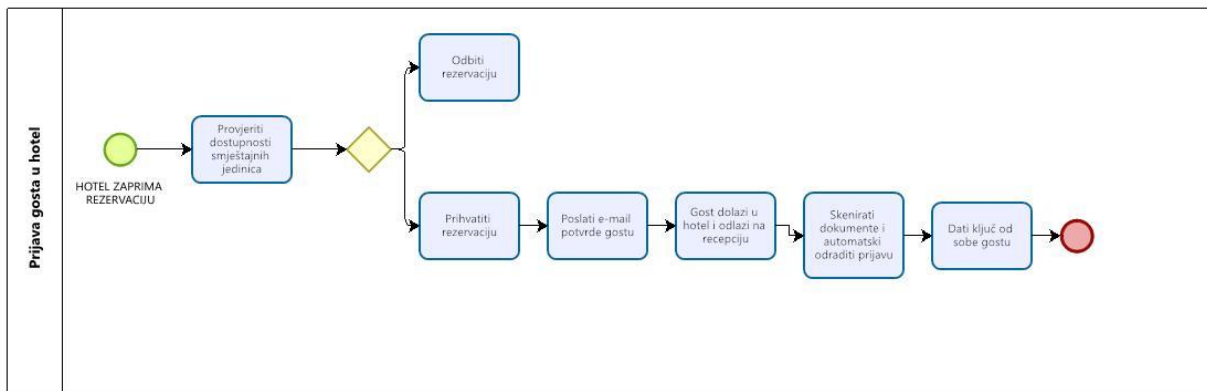 Prijava gosta u hotel
HOTEL ZAPRIMA
REZERVACIJU
Provjeriti
dostupnosti
smještajnih
jedinica
Odbiti
rezervaciju
Prihvatiti
rezervaciju
Poslati e-mail
potvrde gostu
Gost dolazi u
hotel i odlazi na
recepciju
Skenirati
dokumente i
automatski
odraditi prijavu
Dati ključ od
sobe gostu